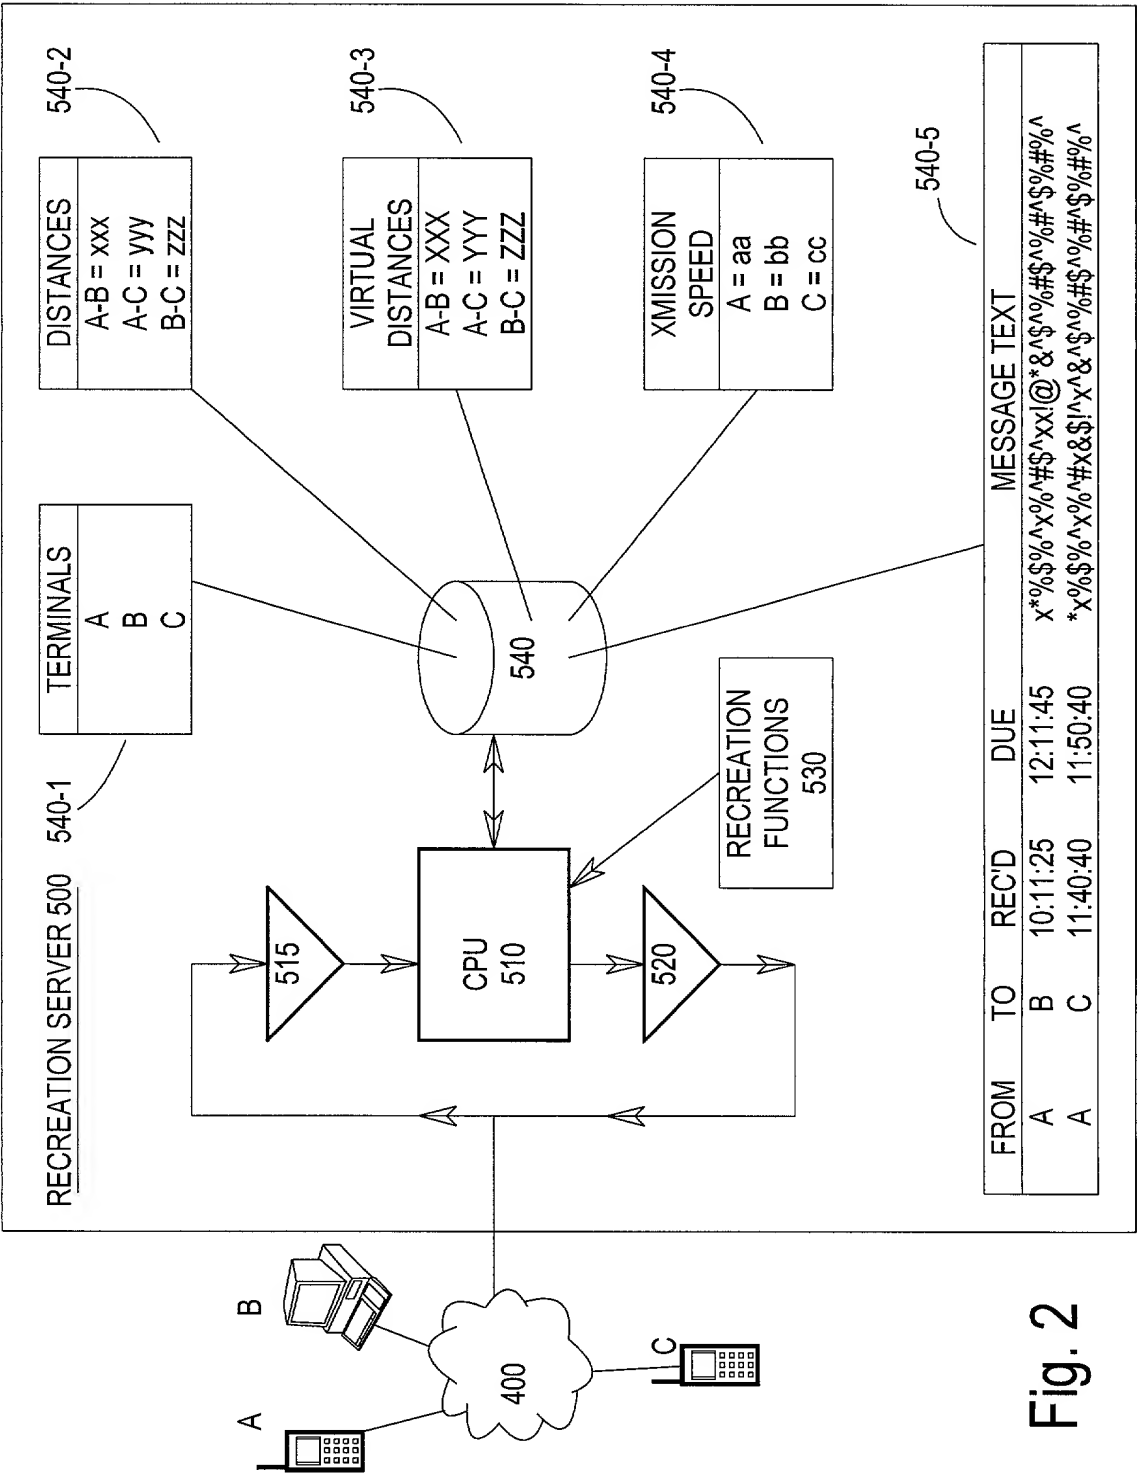 RECREATION SERVER 500
540-1
540-2
TERMINALS
A
B
C
DISTANCES
A-B = xxx
A-C = yyy
B-C = zzz
A
B
C
400
515
CPU
510
520
540
RECREATION
FUNCTIONS
530
540-3
VIRTUAL
DISTANCES
A-B = XXX
A-C = YYY
B-C = ZZZ
540-4
XMISSION
SPEED
A = aa
B = bb
C = cc
540-5
FROM TO REC'D DUE MESSAGE TEXT
A B 10:11:25 12:11:45 x*%$%^x%^#$^xx!@*&^$^%#$^%#^$%#%^
A C 11:40:40 11:50:40 *x%$%^x%^#x&$!^x^&^$^%#$^%#^$%#%^
Fig. 2